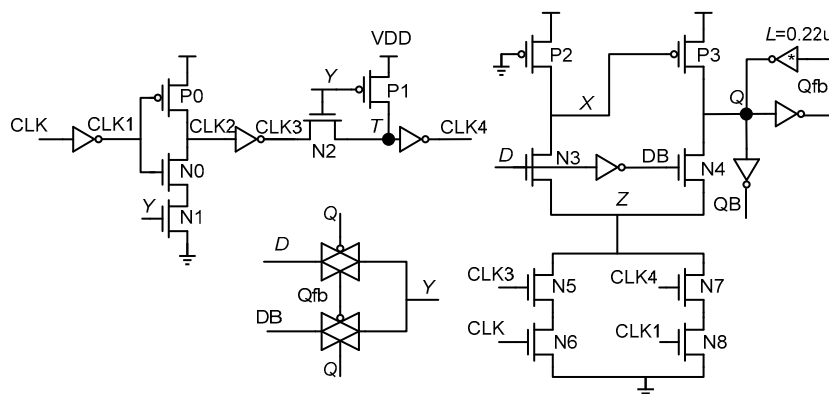 L=0.22u
VDD
P2
P3
*
Y
P0
P1
Qfb
CLK
CLK1
CLK2
CLK3
T
CLK4
X
Q
N2
D
N3
DB
N4
N0
Y
N1
Z
QB
Q
D
CLK3
N5
CLK4
N7
Qfb
Y
DB
CLK
N6
CLK1
N8
Q